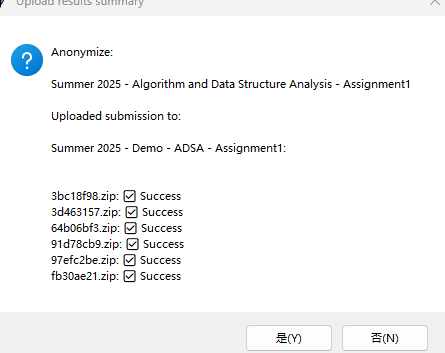 Upload results summary
Anonymize:
Summer 2025 - Algorithm and Data Structure Analysis - Assignment1
Uploaded submission to:
Summer 2025 - Demo - ADSA - Assignment1:
3bc18f98.zip: ☑ Success
3d463157.zip: ☑ Success
64b06bf3.zip: ☑ Success
91d78cb9.zip: ☑ Success
97efc2be.zip: ☑ Success
fb30ae21.zip: ☑ Success
是(Y) 否(N)